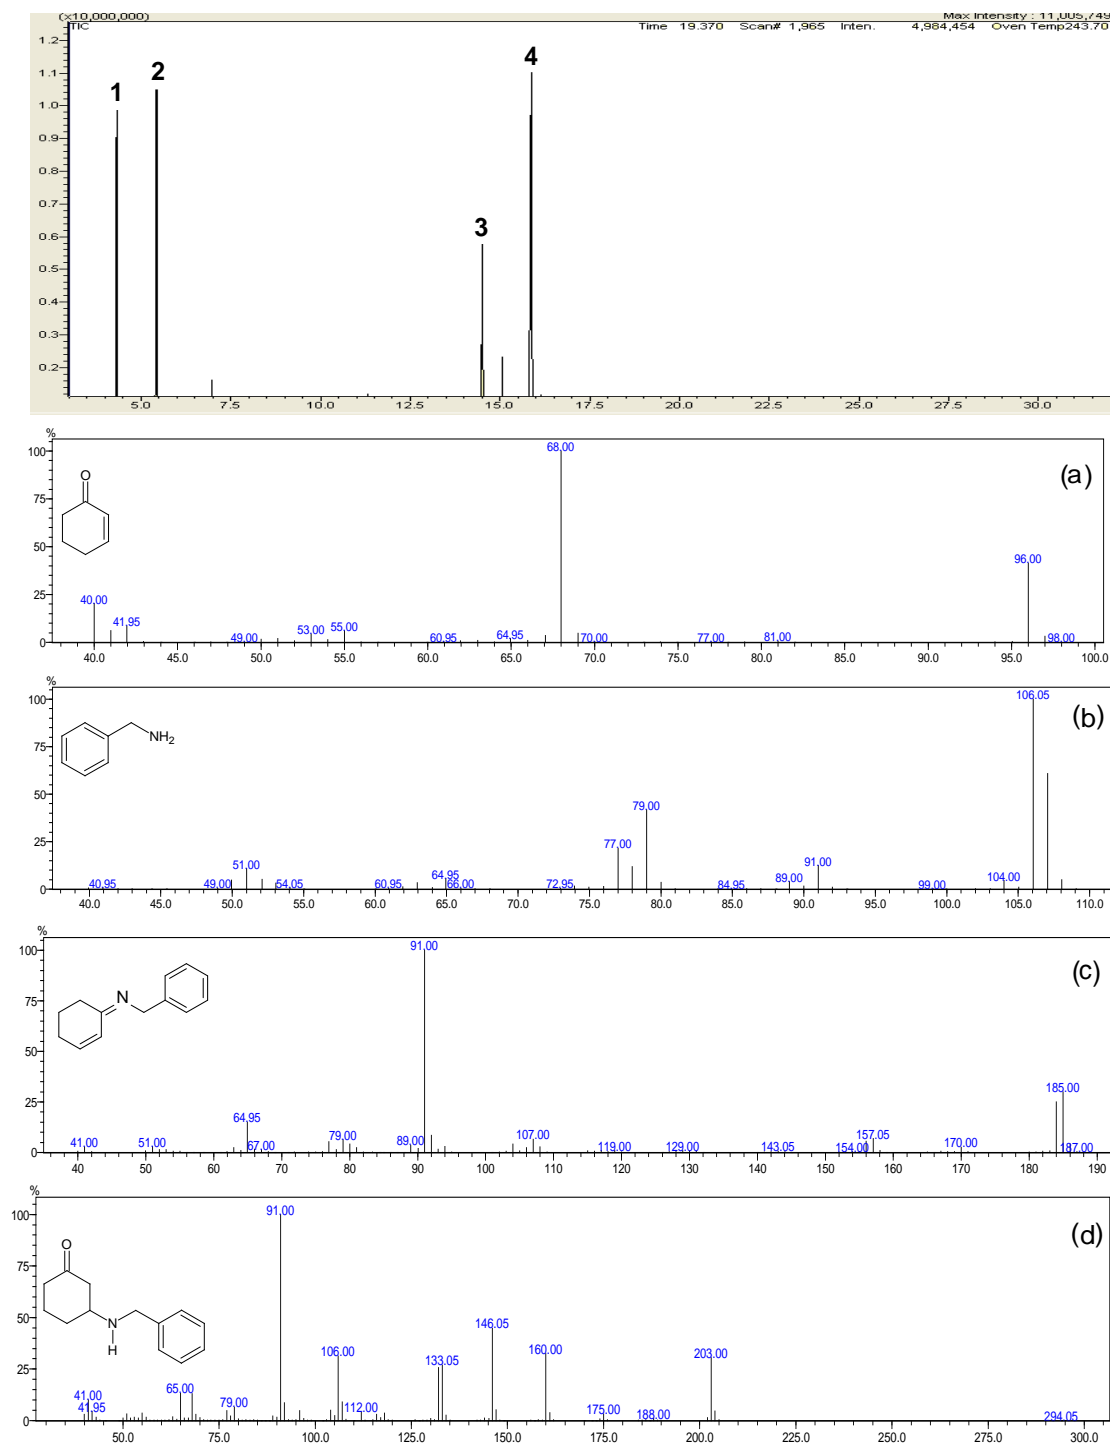 (x10,000,000) Max Intensity : 11,005,749
TIC Time 19.370 Scan# 1,965 Inten. 4,984,454 Oven Temp 243.70
1.2
1.1
1.0
0.9
0.8
0.7
0.6
0.5
0.4
0.3
0.2
1 2 3 4
5.0 7.5 10.0 12.5 15.0 17.5 20.0 22.5 25.0 27.5 30.0
%
100
75
50
25
0
O
(a)
40.00 41.95 49.00 53.00 55.00 60.95 64.95 68.00 70.00 77.00 81.00 96.00 98.00
40.0 45.0 50.0 55.0 60.0 65.0 70.0 75.0 80.0 85.0 90.0 95.0 100.0
%
100
75
50
25
0
NH2
(b)
40.95 49.00 51.00 54.05 60.95 64.95 66.00 72.95 77.00 79.00 84.95 89.00 91.00 99.00 104.00 106.05
40.0 45.0 50.0 55.0 60.0 65.0 70.0 75.0 80.0 85.0 90.0 95.0 100.0 105.0 110.0
%
100
75
50
25
0
N
(c)
41.00 51.00 64.95 67.00 79.00 89.00 91.00 107.00 119.00 129.00 143.05 154.00 157.05 170.00 185.00 187.00
40 50 60 70 80 90 100 110 120 130 140 150 160 170 180 190
%
100
75
50
25
0
O
N
H
(d)
41.00 41.95 65.00 79.00 91.00 106.00 112.00 133.05 146.05 160.00 175.00 188.00 203.00 294.05
50.0 75.0 100.0 125.0 150.0 175.0 200.0 225.0 250.0 275.0 300.0